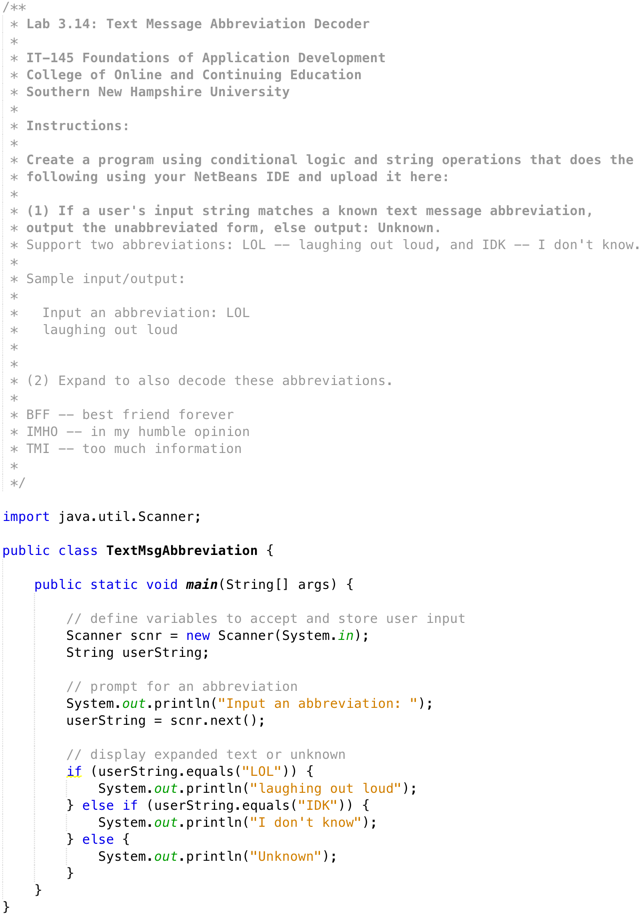 /**
 * Lab 3.14: Text Message Abbreviation Decoder
 *
 * IT-145 Foundations of Application Development
 * College of Online and Continuing Education
 * Southern New Hampshire University
 *
 * Instructions:
 *
 * Create a program using conditional logic and string operations that does the
 * following using your NetBeans IDE and upload it here:
 *
 * (1) If a user's input string matches a known text message abbreviation,
 * output the unabbreviated form, else output: Unknown.
 * Support two abbreviations: LOL -- laughing out loud, and IDK -- I don't know.
 *
 * Sample input/output:
 *
 *   Input an abbreviation: LOL
 *   laughing out loud
 *
 *
 * (2) Expand to also decode these abbreviations.
 *
 * BFF -- best friend forever
 * IMHO -- in my humble opinion
 * TMI -- too much information
 *
 */

import java.util.Scanner;

public class TextMsgAbbreviation {

    public static void main(String[] args) {

        // define variables to accept and store user input
        Scanner scnr = new Scanner(System.in);
        String userString;

        // prompt for an abbreviation
        System.out.println("Input an abbreviation: ");
        userString = scnr.next();

        // display expanded text or unknown
        if (userString.equals("LOL")) {
            System.out.println("laughing out loud");
        } else if (userString.equals("IDK")) {
            System.out.println("I don't know");
        } else {
            System.out.println("Unknown");
        }
    }
}